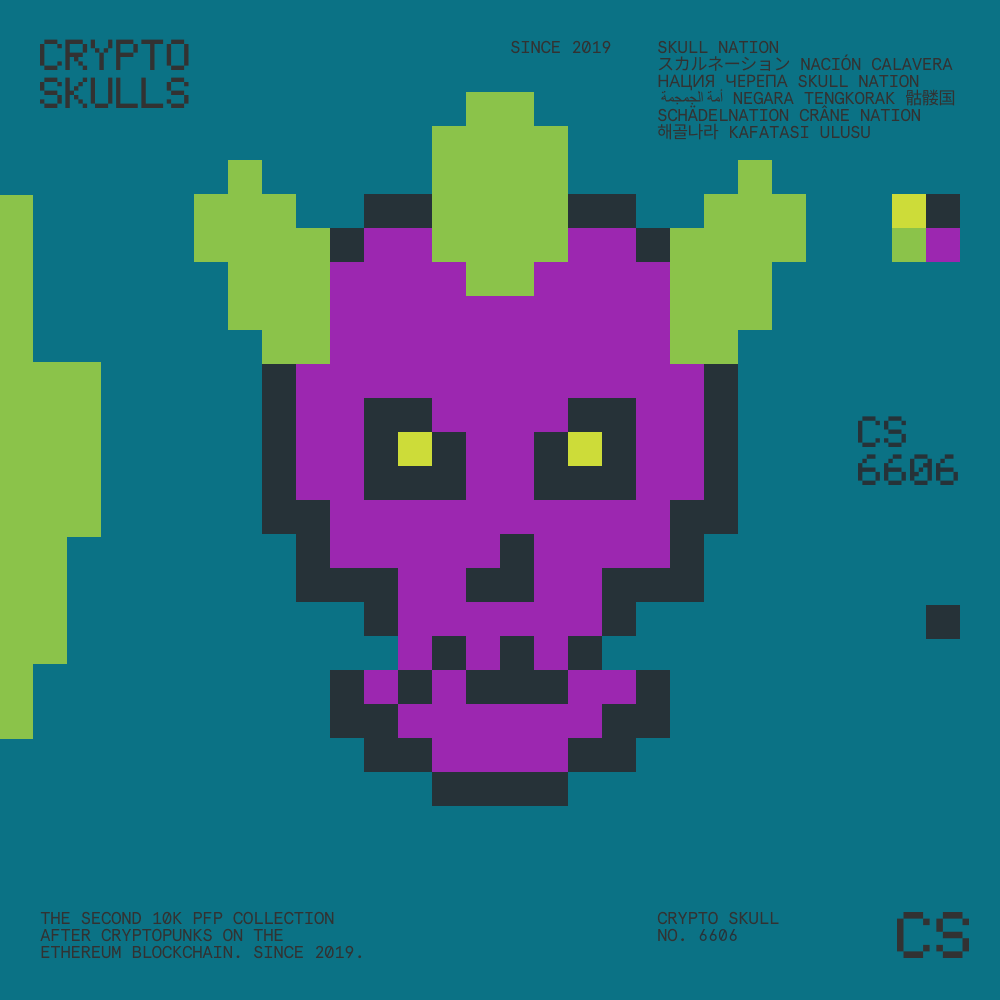 CRYPTO
SKULLS
SINCE 2019
SKULL NATION
スカルネーション NACIÓN CALAVERA
НАЦИЯ ЧЕРЕПА SKULL NATION
أمة الجمجمة NEGARA TENGKORAK 骷髅国
SCHÄDELNATION CRÂNE NATION
해골나라 KAFATASI ULUSU
CS
6606
THE SECOND 10K PFP COLLECTION
AFTER CRYPTOPUNKS ON THE
ETHEREUM BLOCKCHAIN. SINCE 2019.
CRYPTO SKULL
NO. 6606
CS